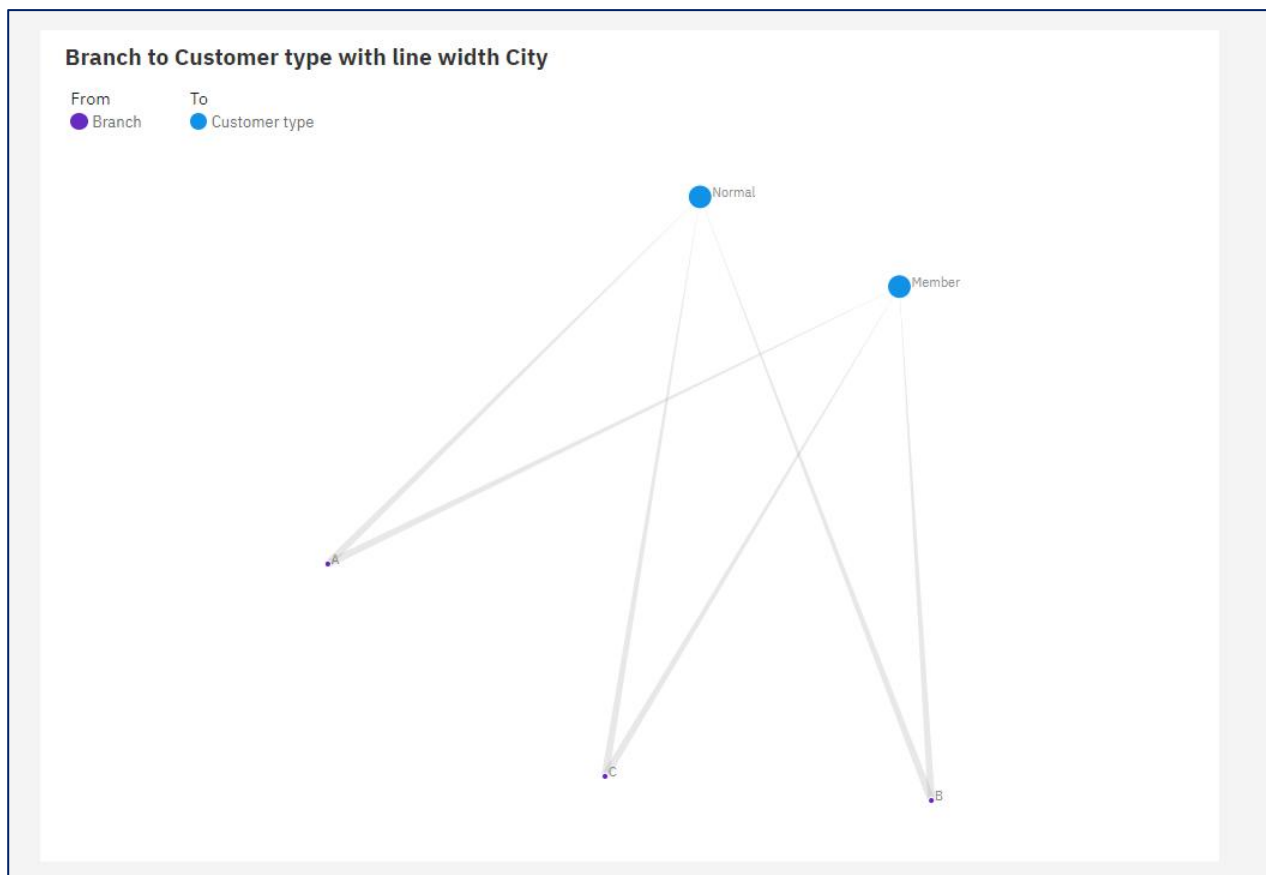 Branch to Customer type with line width City
From To
Branch Customer type
Normal
Member
A
C
B